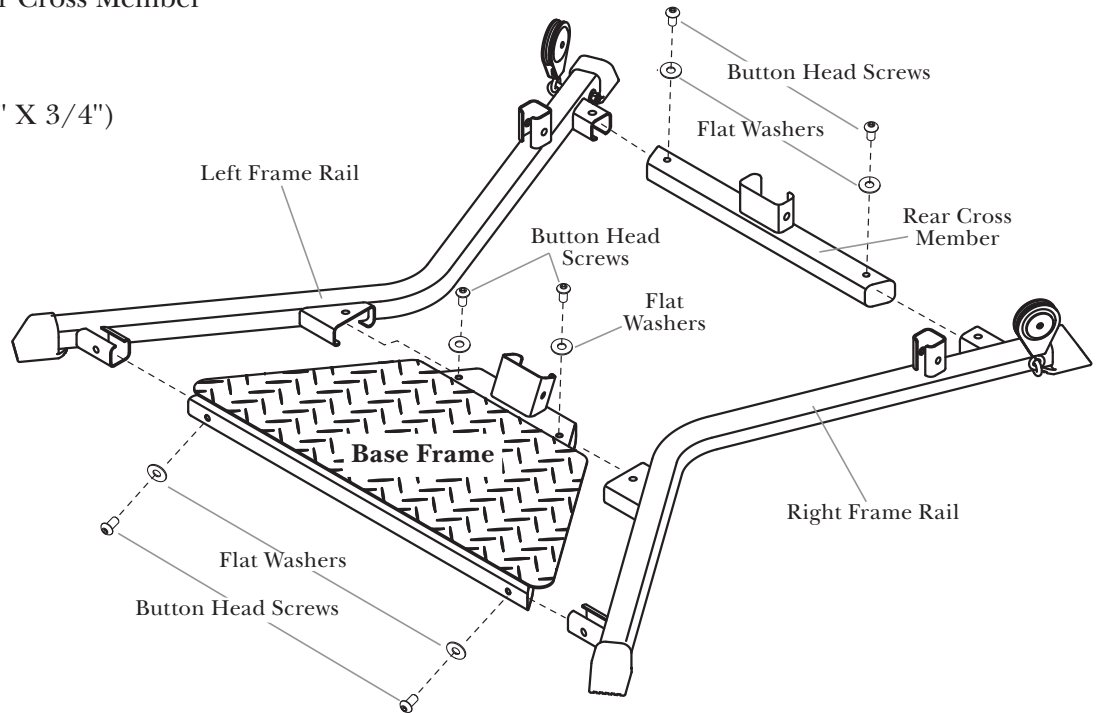 Cross Member
X 3/4")
Button Head Screws
Flat Washers
Left Frame Rail
Rear Cross
Member
Button Head
Screws
Flat
Washers
Base Frame
Right Frame Rail
Flat Washers
Button Head Screws